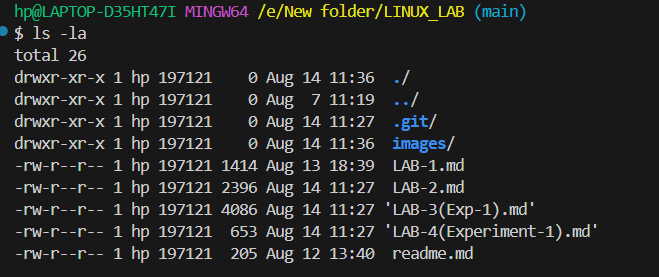 hp@LAPTOP-D35HT47I MINGW64 /e/New folder/LINUX_LAB (main)
$ ls -la
total 26
drwxr-xr-x 1 hp 197121    0 Aug 14 11:36  ./
drwxr-xr-x 1 hp 197121    0 Aug  7 11:19  ../
drwxr-xr-x 1 hp 197121    0 Aug 14 11:27  .git/
drwxr-xr-x 1 hp 197121    0 Aug 14 11:36  images/
-rw-r--r-- 1 hp 197121 1414 Aug 13 18:39  LAB-1.md
-rw-r--r-- 1 hp 197121 2396 Aug 14 11:27  LAB-2.md
-rw-r--r-- 1 hp 197121 4086 Aug 14 11:27 'LAB-3(Exp-1).md'
-rw-r--r-- 1 hp 197121  653 Aug 14 11:27 'LAB-4(Experiment-1).md'
-rw-r--r-- 1 hp 197121  205 Aug 12 13:40  readme.md